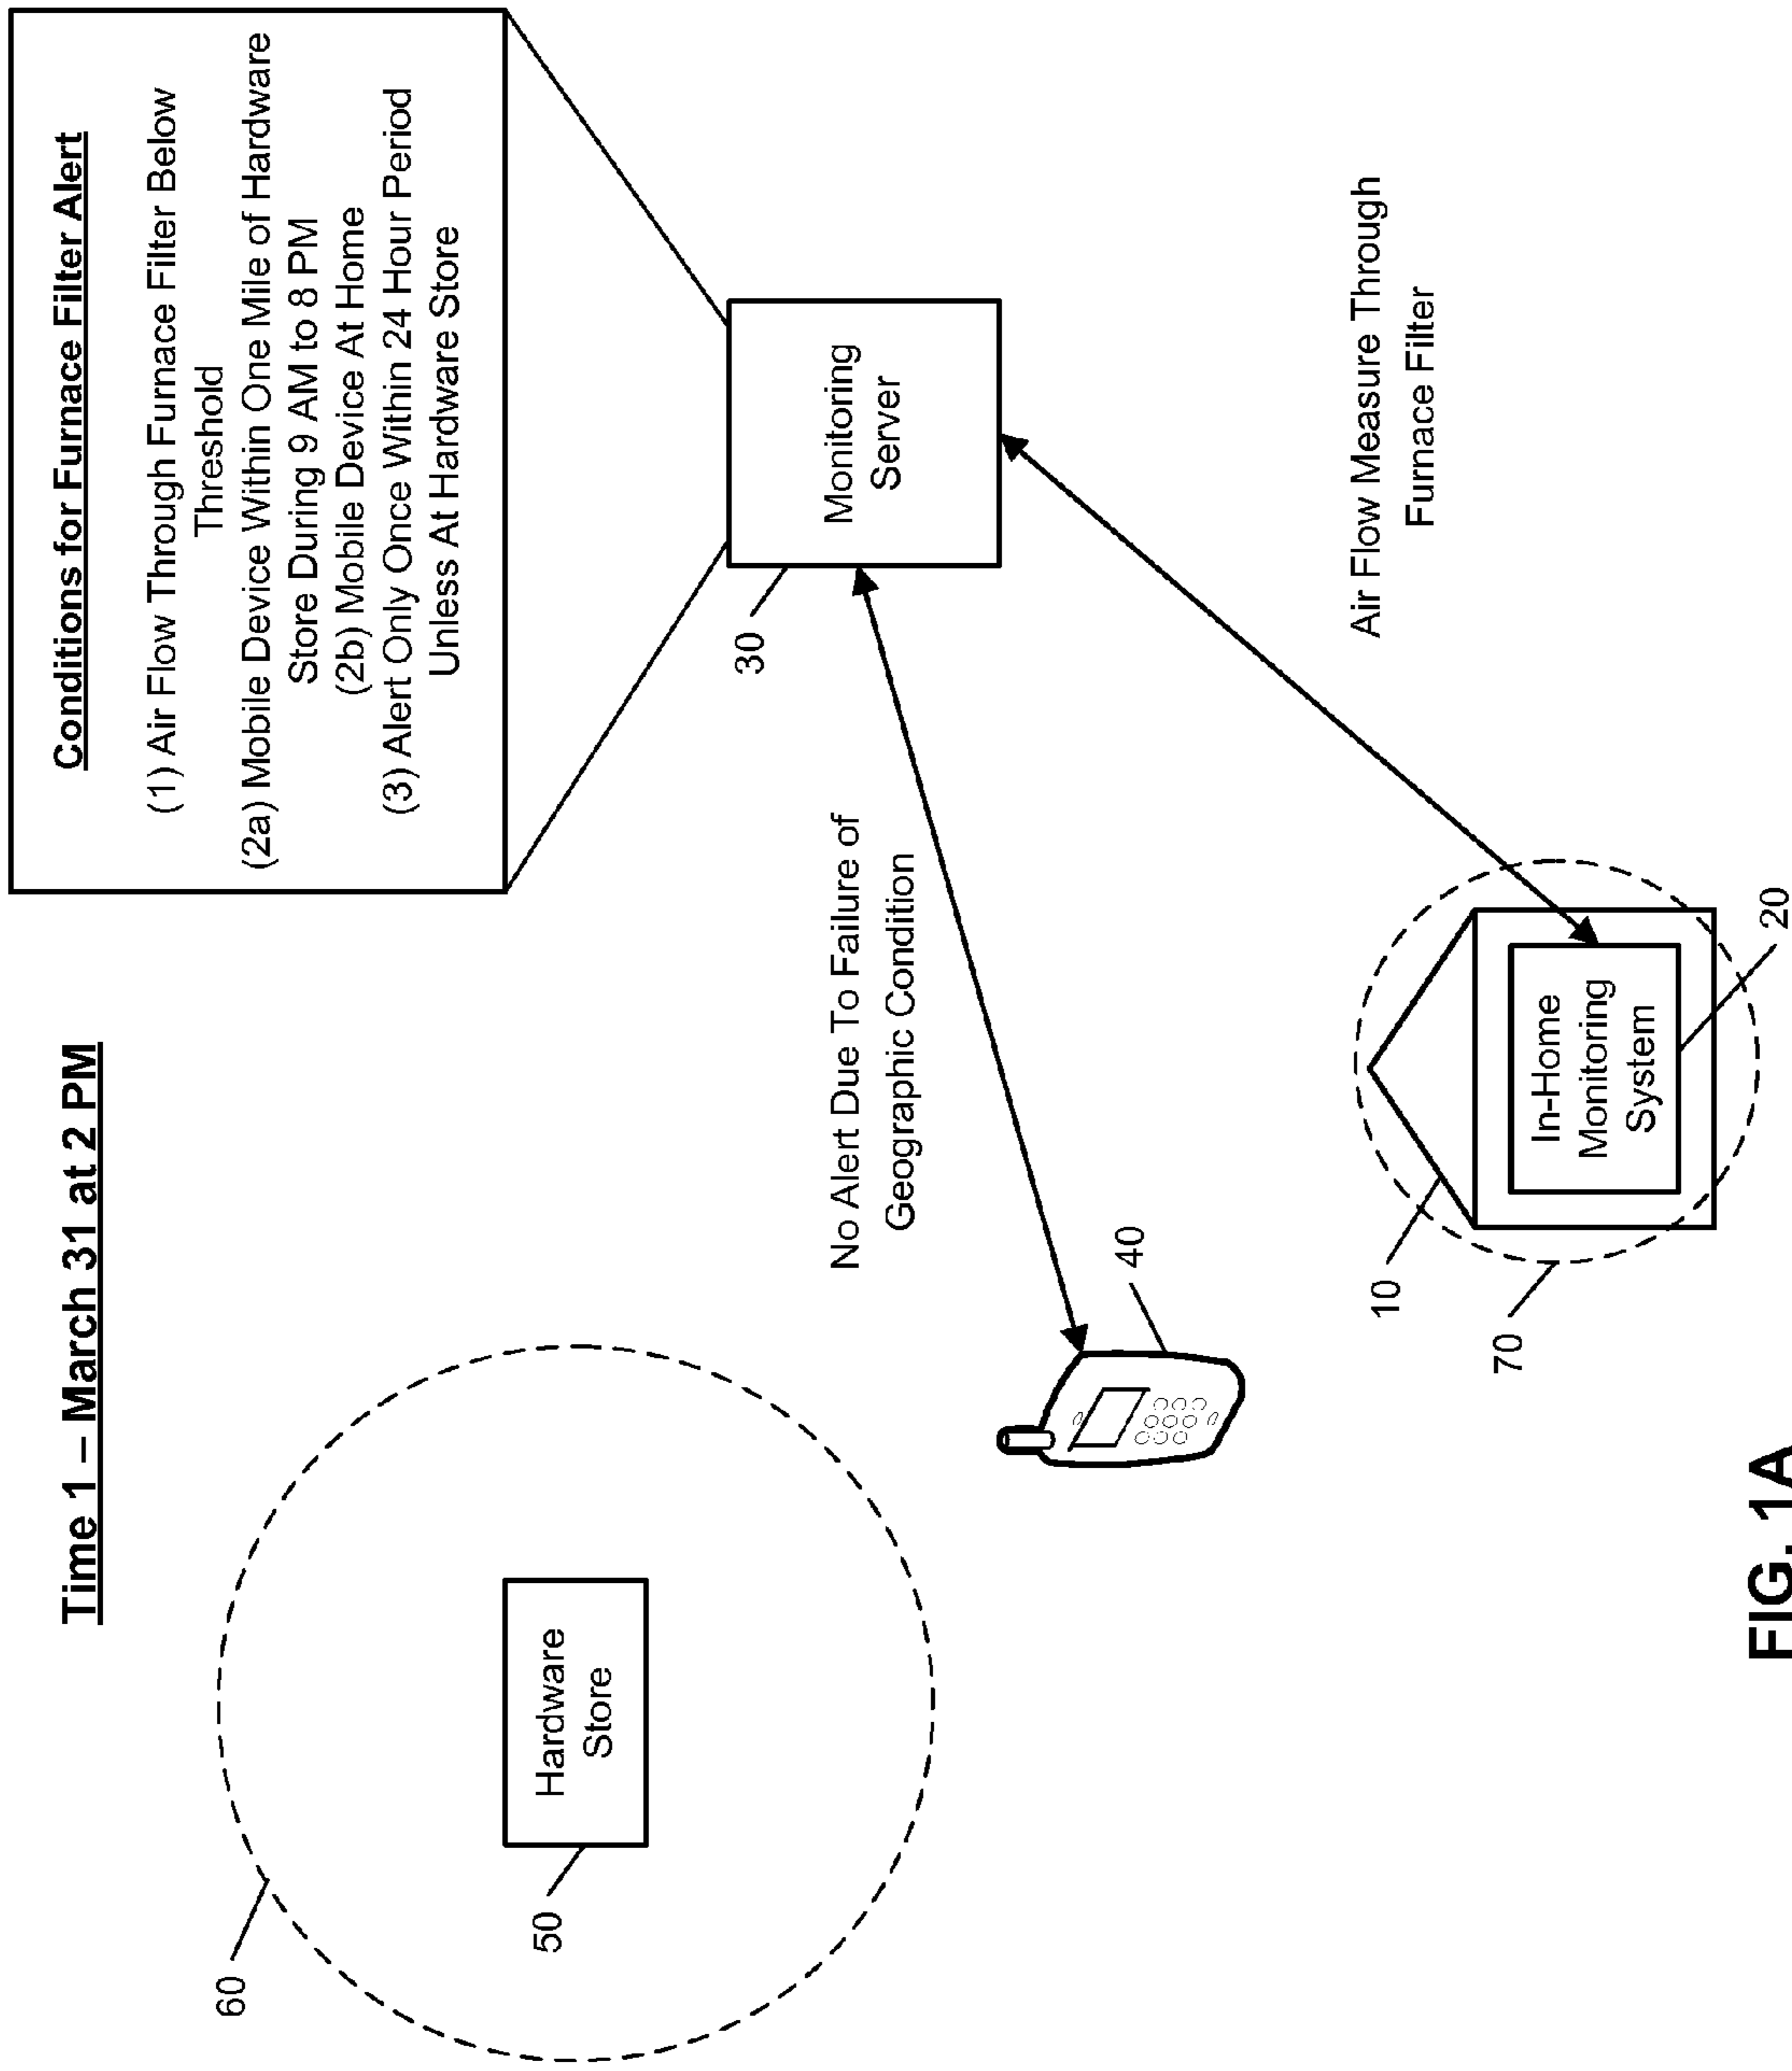 Time 1 – March 31 at 2 PM
Conditions for Furnace Filter Alert
(1) Air Flow Through Furnace Filter Below
Threshold
(2a) Mobile Device Within One Mile of Hardware
Store During 9 AM to 8 PM
(2b) Mobile Device At Home
(3) Alert Only Once Within 24 Hour Period
Unless At Hardware Store
60
Hardware
Store
50
Monitoring
Server
30
No Alert Due To Failure of
Geographic Condition
40
Air Flow Measure Through
Furnace Filter
10
70
In-Home
Monitoring
System
20
FIG. 1A